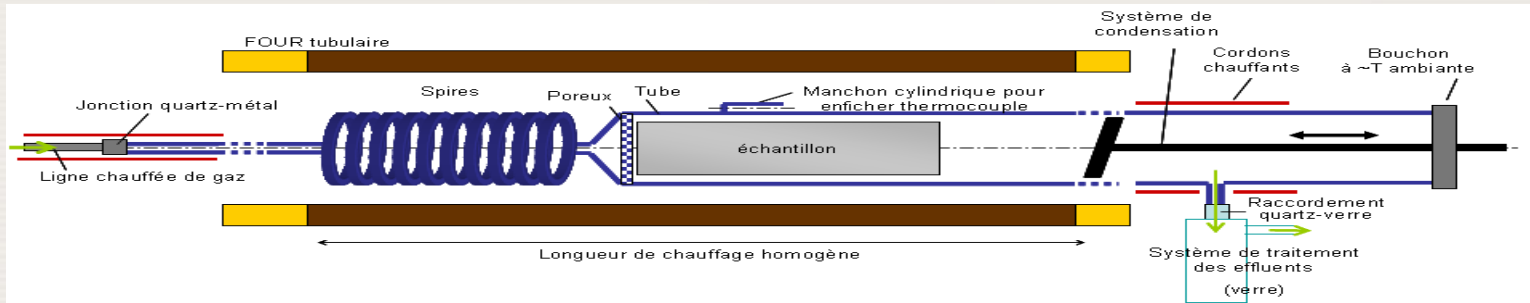 Système de
condensation
FOUR tubulaire
Cordons
chauffants
Bouchon
à ~T ambiante
Jonction quartz-métal
Spires
Poreux
Tube
Manchon cylindrique pour
enficher thermocouple
échantillon
Ligne chauffée de gaz
Raccordement
quartz-verre
Longueur de chauffage homogène
Système de traitement
des effluents
(verre)